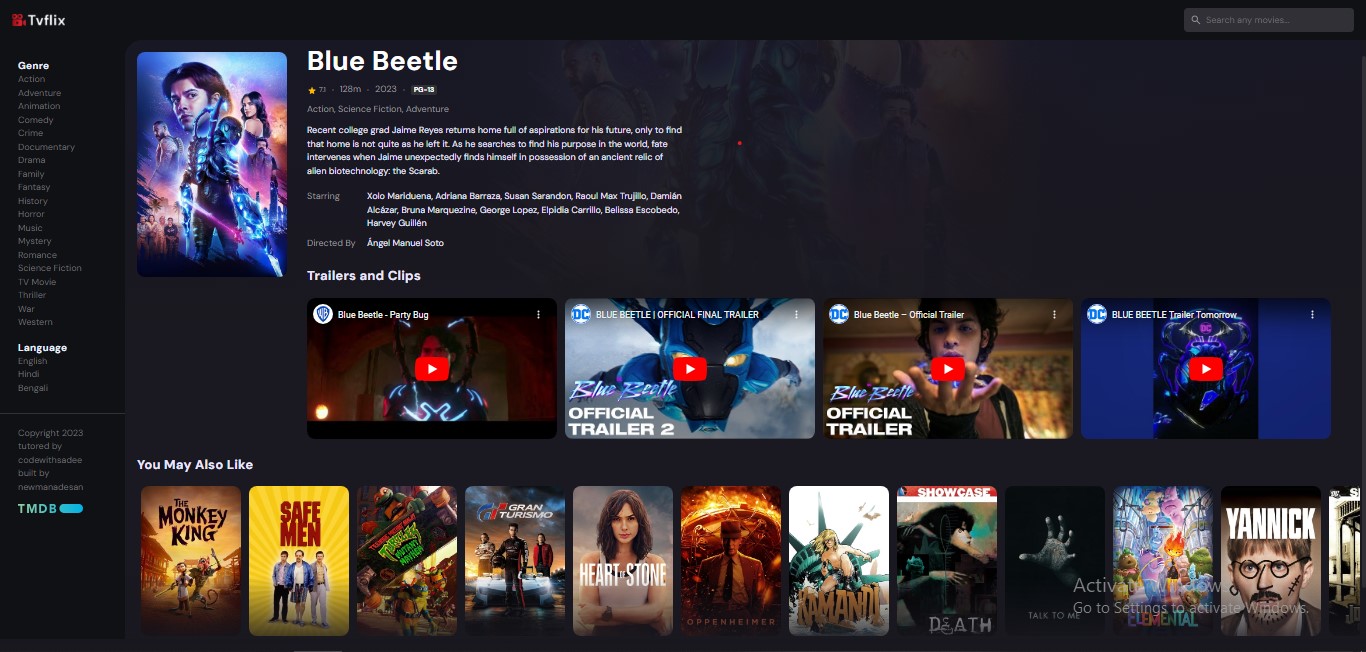 Tvflix
Search any movies...
Genre
Action
Adventure
Animation
Comedy
Crime
Documentary
Drama
Family
Fantasy
History
Horror
Music
Mystery
Romance
Science Fiction
TV Movie
Thriller
War
Western
Language
English
Hindi
Bengali
Copyright 2023
tutored by
codewithsadee
built by
newmanadesan
TMDB
Blue Beetle
7.1 · 128m · 2023 · PG-13
Action, Science Fiction, Adventure
Recent college grad Jaime Reyes returns home full of aspirations for his future, only to find
that home is not quite as he left it. As he searches to find his purpose in the world, fate
intervenes when Jaime unexpectedly finds himself in possession of an ancient relic of
alien biotechnology: the Scarab.
Starring
Xolo Maridueña, Adriana Barraza, Susan Sarandon, Raoul Max Trujillo, Damián
Alcázar, Bruna Marquezine, George Lopez, Elpidia Carrillo, Belissa Escobedo,
Harvey Guillén
Directed By Ángel Manuel Soto
Trailers and Clips
Blue Beetle - Party Bug
DC BLUE BEETLE | OFFICIAL FINAL TRAILER
Blue Beetle
OFFICIAL
TRAILER 2
DC Blue Beetle – Official Trailer
Blue Beetle
OFFICIAL
TRAILER
DC BLUE BEETLE Trailer Tomorrow
DC
You May Also Like
THE
MONKEY
KING
SAFE
MEN
GRAN
TURISMO
HEART OF STONE
OPPENHEIMER
KAMANDI
SHOWCASE
DEATH
TALK TO ME
ELEMENTAL
YANNICK
Activate Windows
Go to Settings to activate Windows.